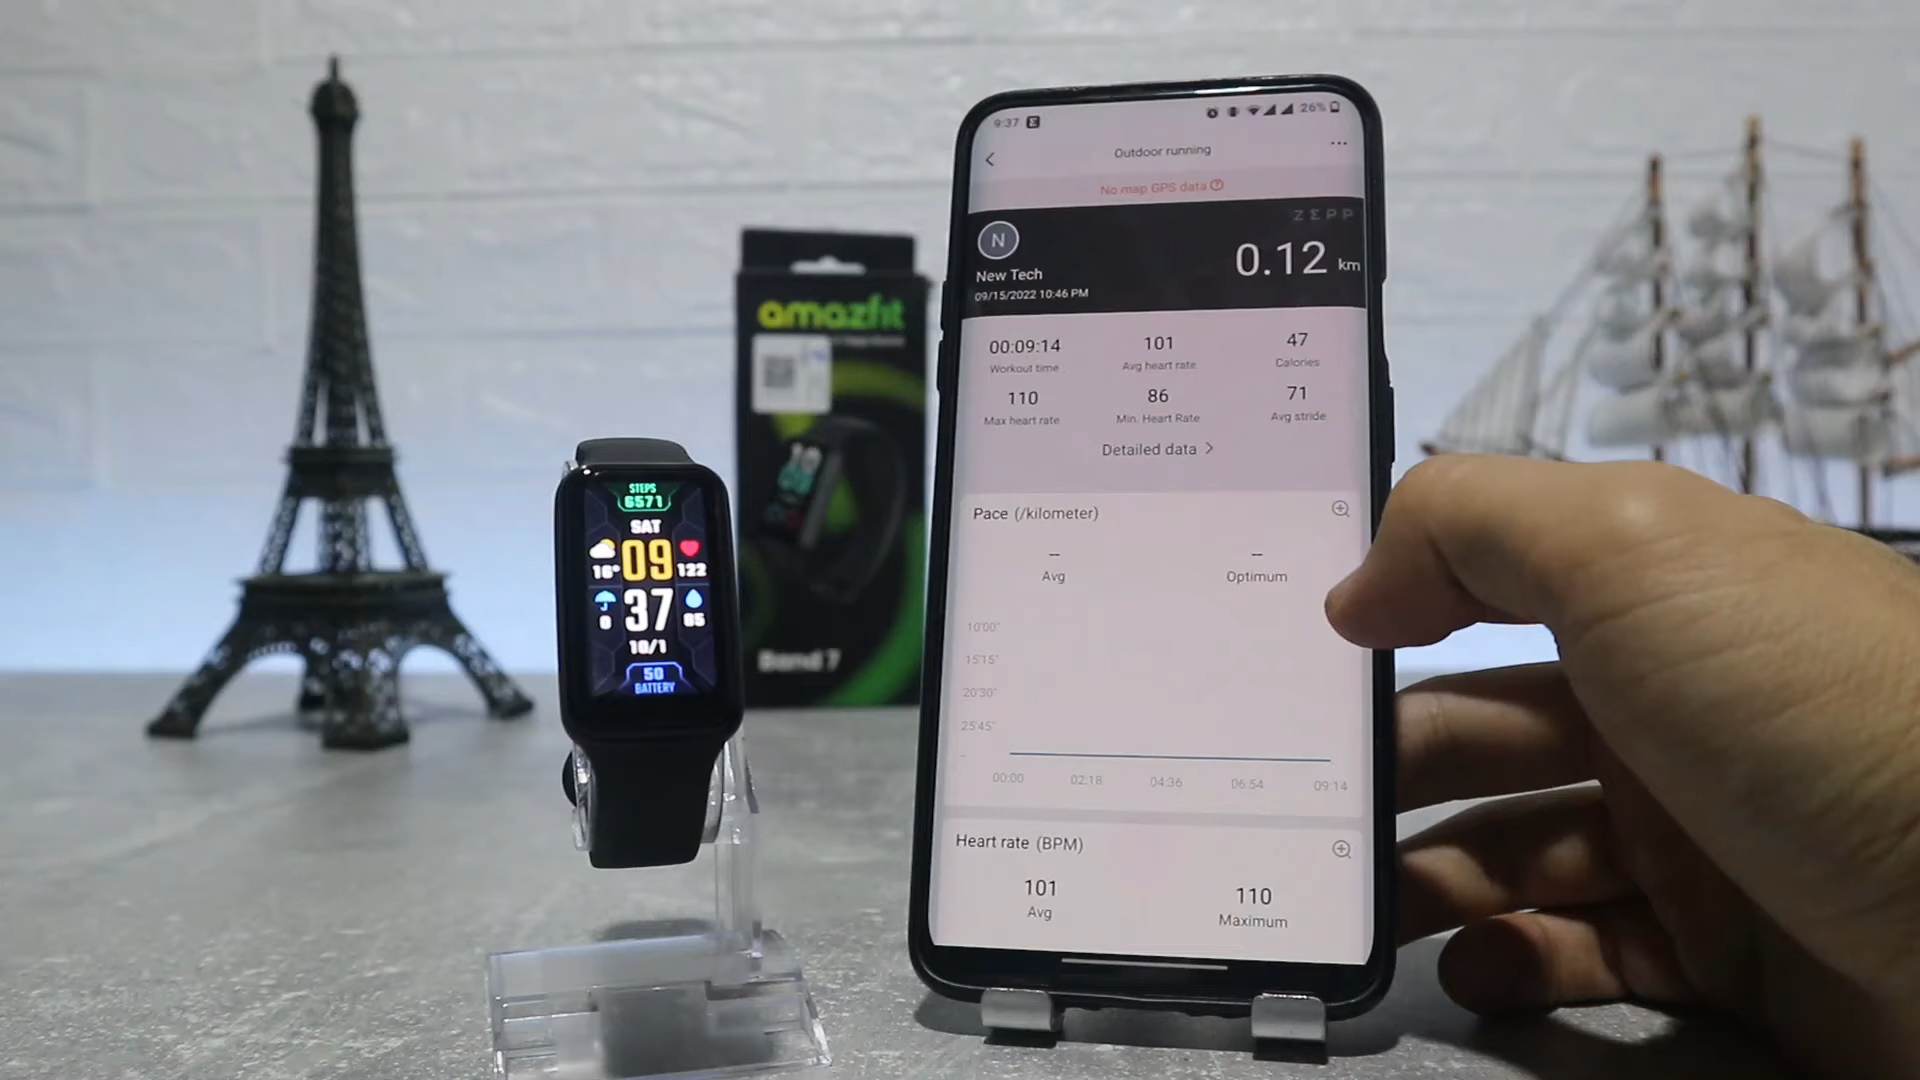 amazfit
Band 7
STEPS
6571
SAT
09
16°
122
37
0
85
10/1
50
BATTERY
9:37
26%
Outdoor running
No map GPS data
ZEPP
N
0.12 km
New Tech
09/15/2022 10:46 PM
00:09:14
101
47
Workout time
Avg heart rate
Calories
110
86
71
Max heart rate
Min. Heart Rate
Avg stride
Detailed data >
Pace (/kilometer)
-- --
Avg
Optimum
10'00"
15'15"
20'30"
25'45"
--
00:00 02:18 04:36 06:54 09:14
Heart rate (BPM)
101
110
Avg
Maximum